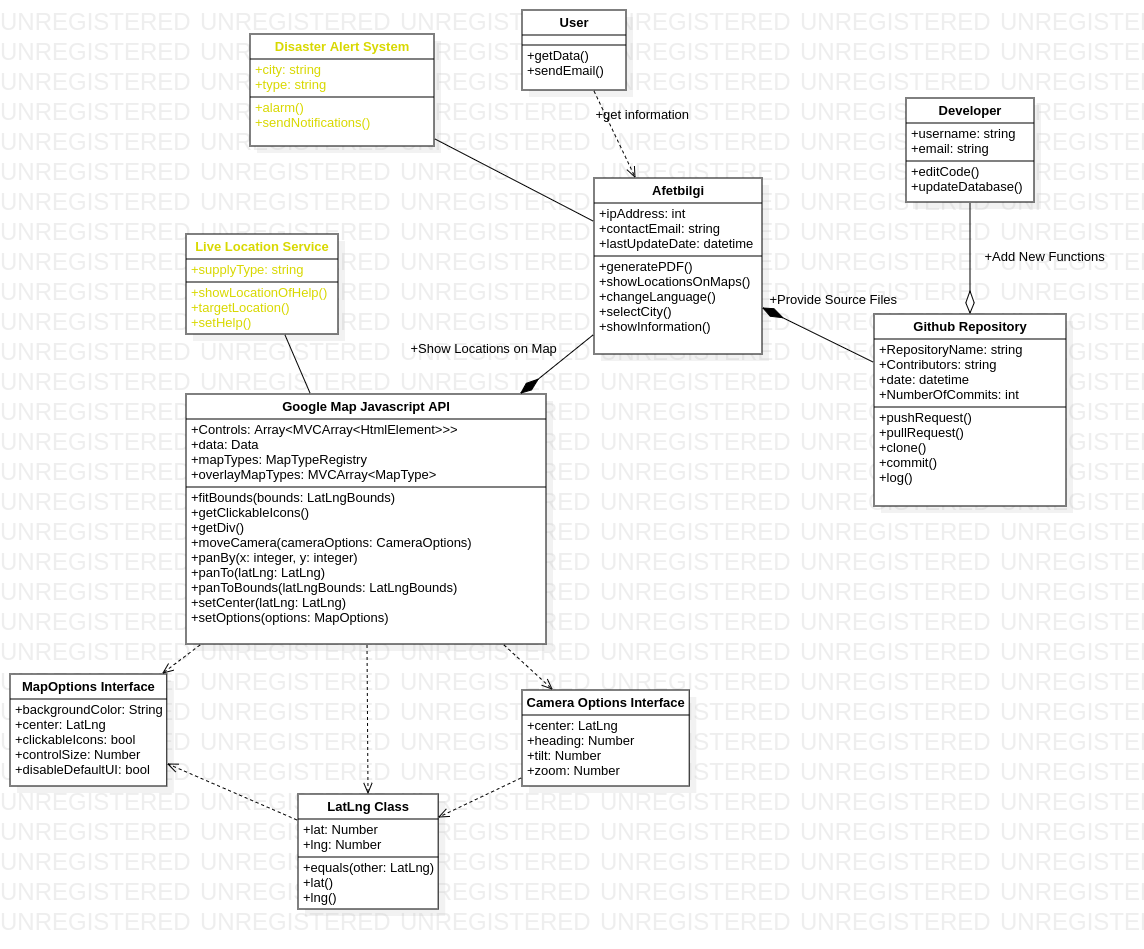 User
+getData()
+sendEmail()
Disaster Alert System
+city: string
+type: string
+alarm()
+sendNotifications()
+get information
Developer
+username: string
+email: string
+editCode()
+updateDatabase()
Afetbilgi
+ipAddress: int
+contactEmail: string
+lastUpdateDate: datetime
+generatePDF()
+showLocationsOnMaps()
+changeLanguage()
+selectCity()
+showInformation()
Live Location Service
+supplyType: string
+showLocationOfHelp()
+targetLocation()
+setHelp()
+Add New Functions
+Provide Source Files
+Show Locations on Map
Github Repository
+RepositoryName: string
+Contributors: string
+date: datetime
+NumberOfCommits: int
+pushRequest()
+pullRequest()
+clone()
+commit()
+log()
Google Map Javascript API
+Controls: Array<MVCArray<HtmlElement>>>
+data: Data
+mapTypes: MapTypeRegistry
+overlayMapTypes: MVCArray<MapType>
+fitBounds(bounds: LatLngBounds)
+getClickableIcons()
+getDiv()
+moveCamera(cameraOptions: CameraOptions)
+panBy(x: integer, y: integer)
+panTo(latLng: LatLng)
+panToBounds(latLngBounds: LatLngBounds)
+setCenter(latLng: LatLng)
+setOptions(options: MapOptions)
MapOptions Interface
+backgroundColor: String
+center: LatLng
+clickableIcons: bool
+controlSize: Number
+disableDefaultUI: bool
Camera Options Interface
+center: LatLng
+heading: Number
+tilt: Number
+zoom: Number
LatLng Class
+lat: Number
+lng: Number
+equals(other: LatLng)
+lat()
+lng()
UNREGISTERED